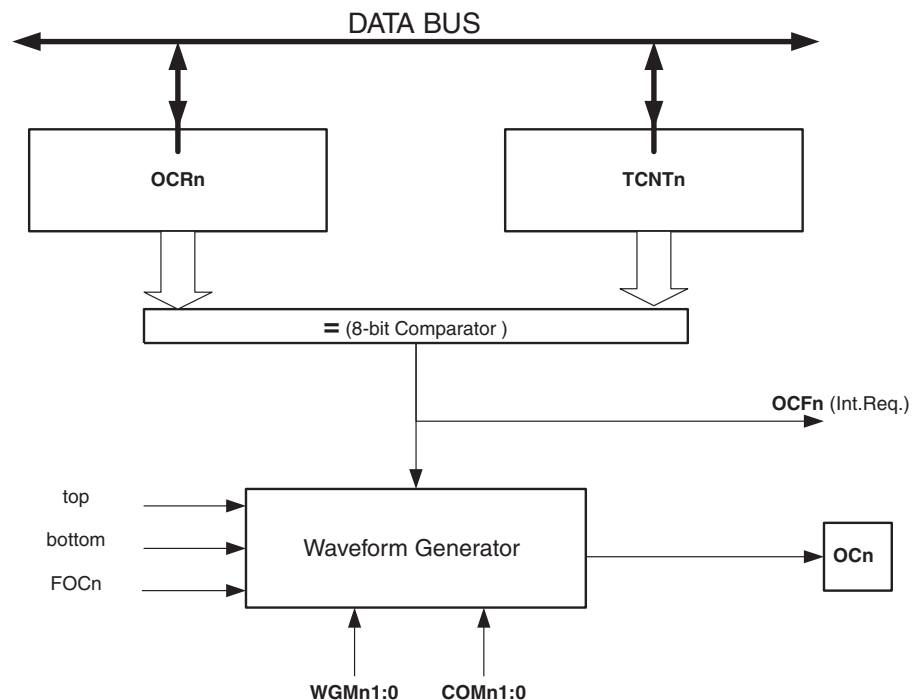 DATA BUS
OCRn
TCNTn
= (8-bit Comparator )
OCFn (Int.Req.)
top
bottom
FOCn
Waveform Generator
OCn
WGMn1:0
COMn1:0